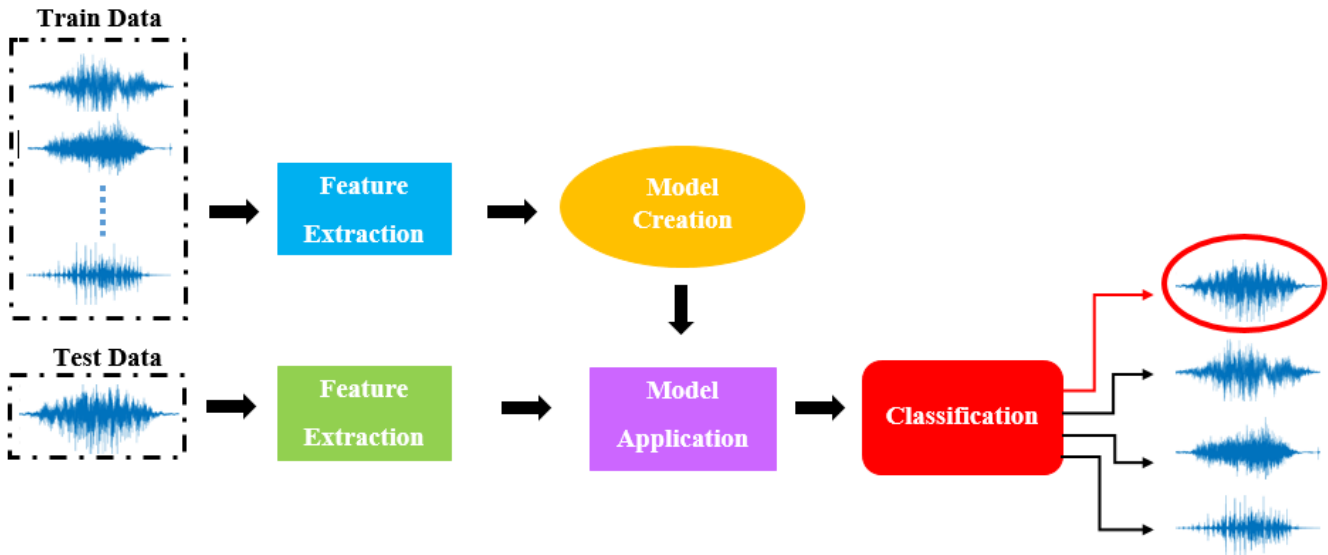 Train Data
Feature
Extraction
Model
Creation
Test Data
Feature
Extraction
Model
Application
Classification